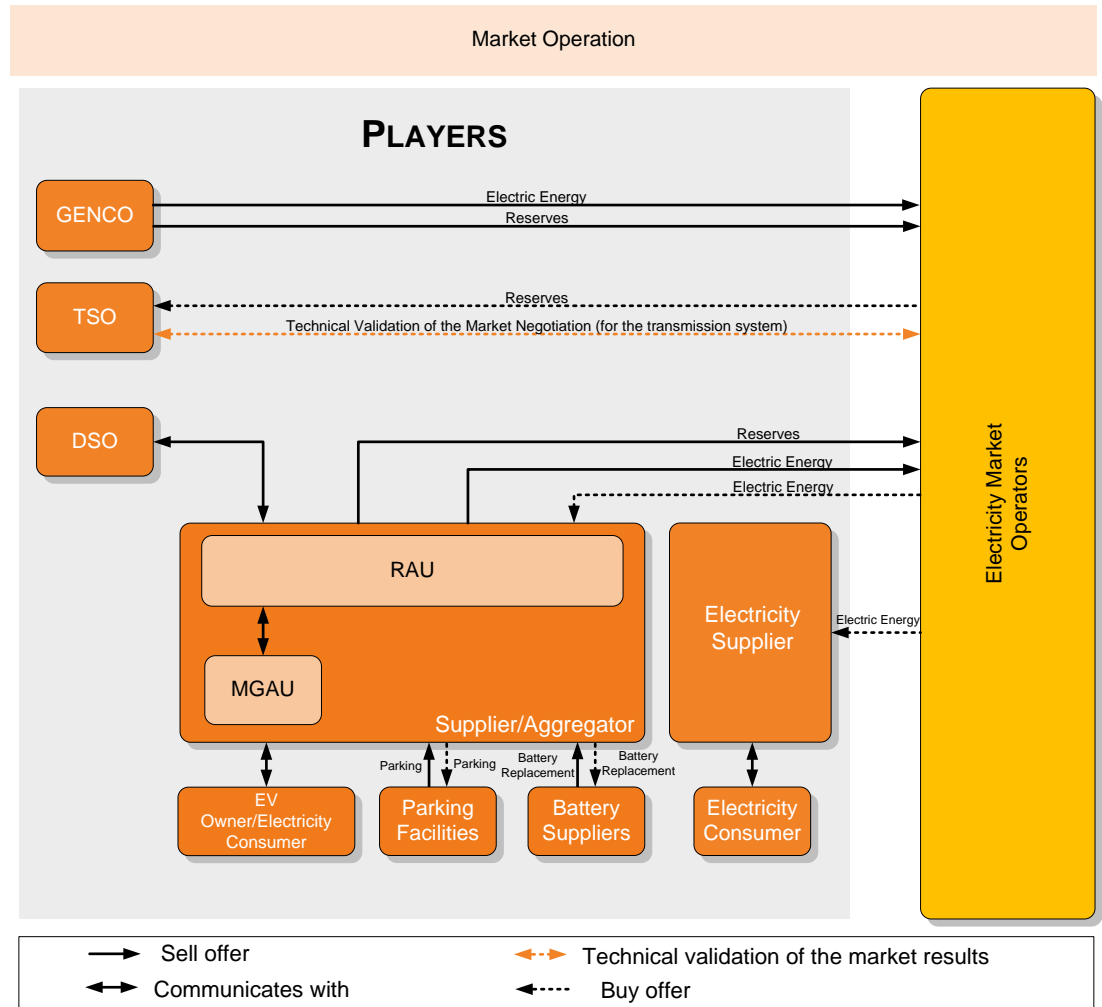 Market Operation
PLAYERS
GENCO
Electric Energy
Reserves
TSO
Reserves
Technical Validation of the Market Negotiation (for the transmission system)
DSO
Reserves
Electric Energy
Electric Energy
RAU
MGAU
Supplier/Aggregator
Electricity
Supplier
Electric Energy
Electricity Market
Operators
Parking
Parking
Battery
Replacement
Battery
Replacement
EV
Owner/Electricity
Consumer
Parking
Facilities
Battery
Suppliers
Electricity
Consumer
Sell offer
Technical validation of the market results
Communicates with
Buy offer